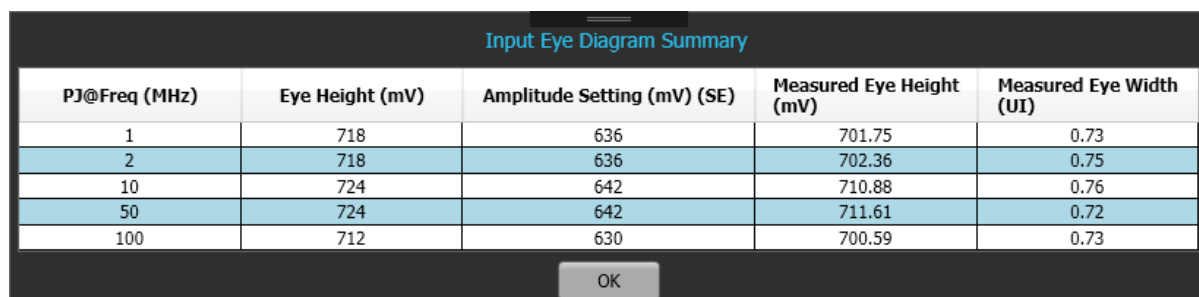 Input Eye Diagram Summary
PJ@Freq (MHz) Eye Height (mV) Amplitude Setting (mV) (SE) Measured Eye Height (mV) Measured Eye Width (UI)
1 718 636 701.75 0.73
2 718 636 702.36 0.75
10 724 642 710.88 0.76
50 724 642 711.61 0.72
100 712 630 700.59 0.73
OK